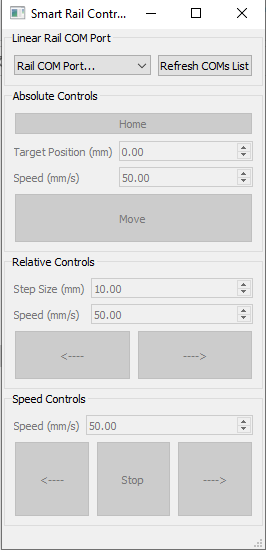 Smart Rail Contr...
Linear Rail COM Port
Rail COM Port... Refresh COMs List
Absolute Controls
Home
Target Position (mm) 0.00
Speed (mm/s) 50.00
Move
Relative Controls
Step Size (mm) 10.00
Speed (mm/s) 50.00
<---- ---->
Speed Controls
Speed (mm/s) 50.00
<---- Stop ---->